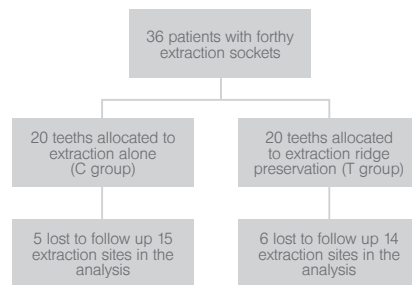 36 patients with forthy
extraction sockets
20 teeths allocated to
extraction alone
(C group)
20 teeths allocated
to extraction ridge
preservation (T group)
5 lost to follow up 15
extraction sites in the
analysis
6 lost to follow up 14
extraction sites in the
analysis